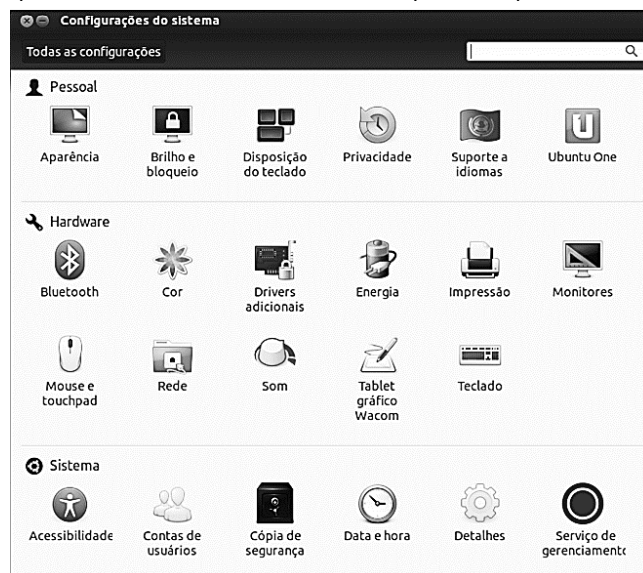 Configurações do sistema
Todas as configurações
Pessoal
Aparência
Brilho e
bloqueio
Disposição
do teclado
Privacidade
Suporte a
idiomas
Ubuntu One
Hardware
Bluetooth
Cor
Drivers
adicionais
Energia
Impressão
Monitores
Mouse e
touchpad
Rede
Som
Tablet
gráfico
Wacom
Teclado
Sistema
Acessibilidade
Contas de
usuários
Cópia de
segurança
Data e hora
Detalhes
Serviço de
gerenciamento